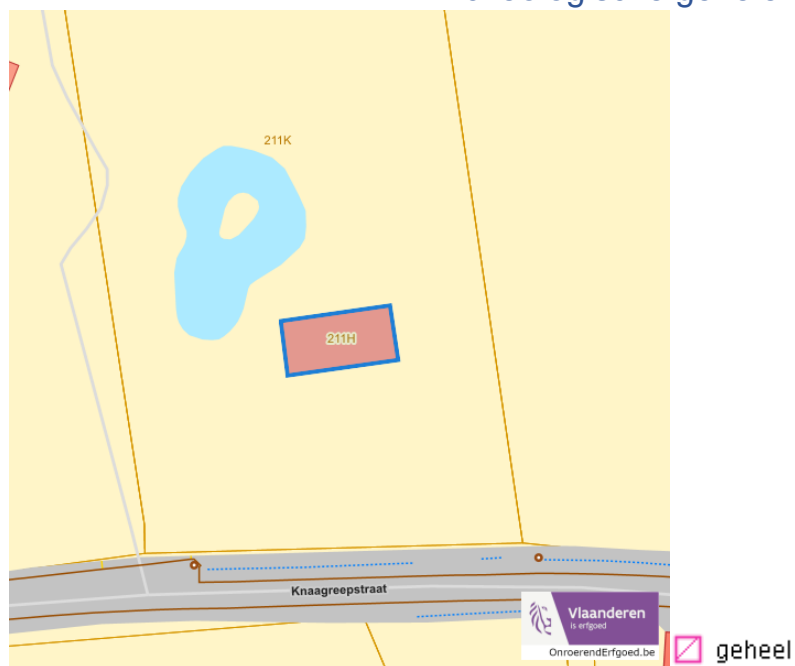 211K
211H
Knaagreepstraat
Vlaanderen
is erfgoed
OnroerendErfgoed.be
geheel